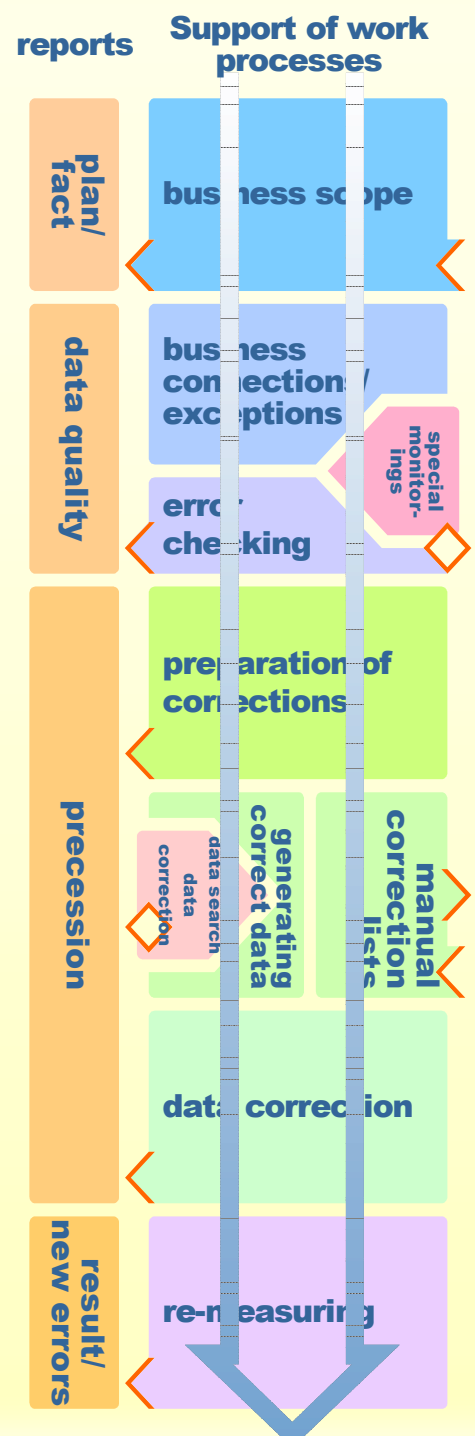 reports
Support of work
processes
plan/
fact
business scope
data quality
business
connections/
exceptions
special
monitor-
ings
error
checking
precession
preparation of
corrections
data search
data
correction
generating
correct data
manual
correction
lists
data correction
result/
new errors
re-measuring